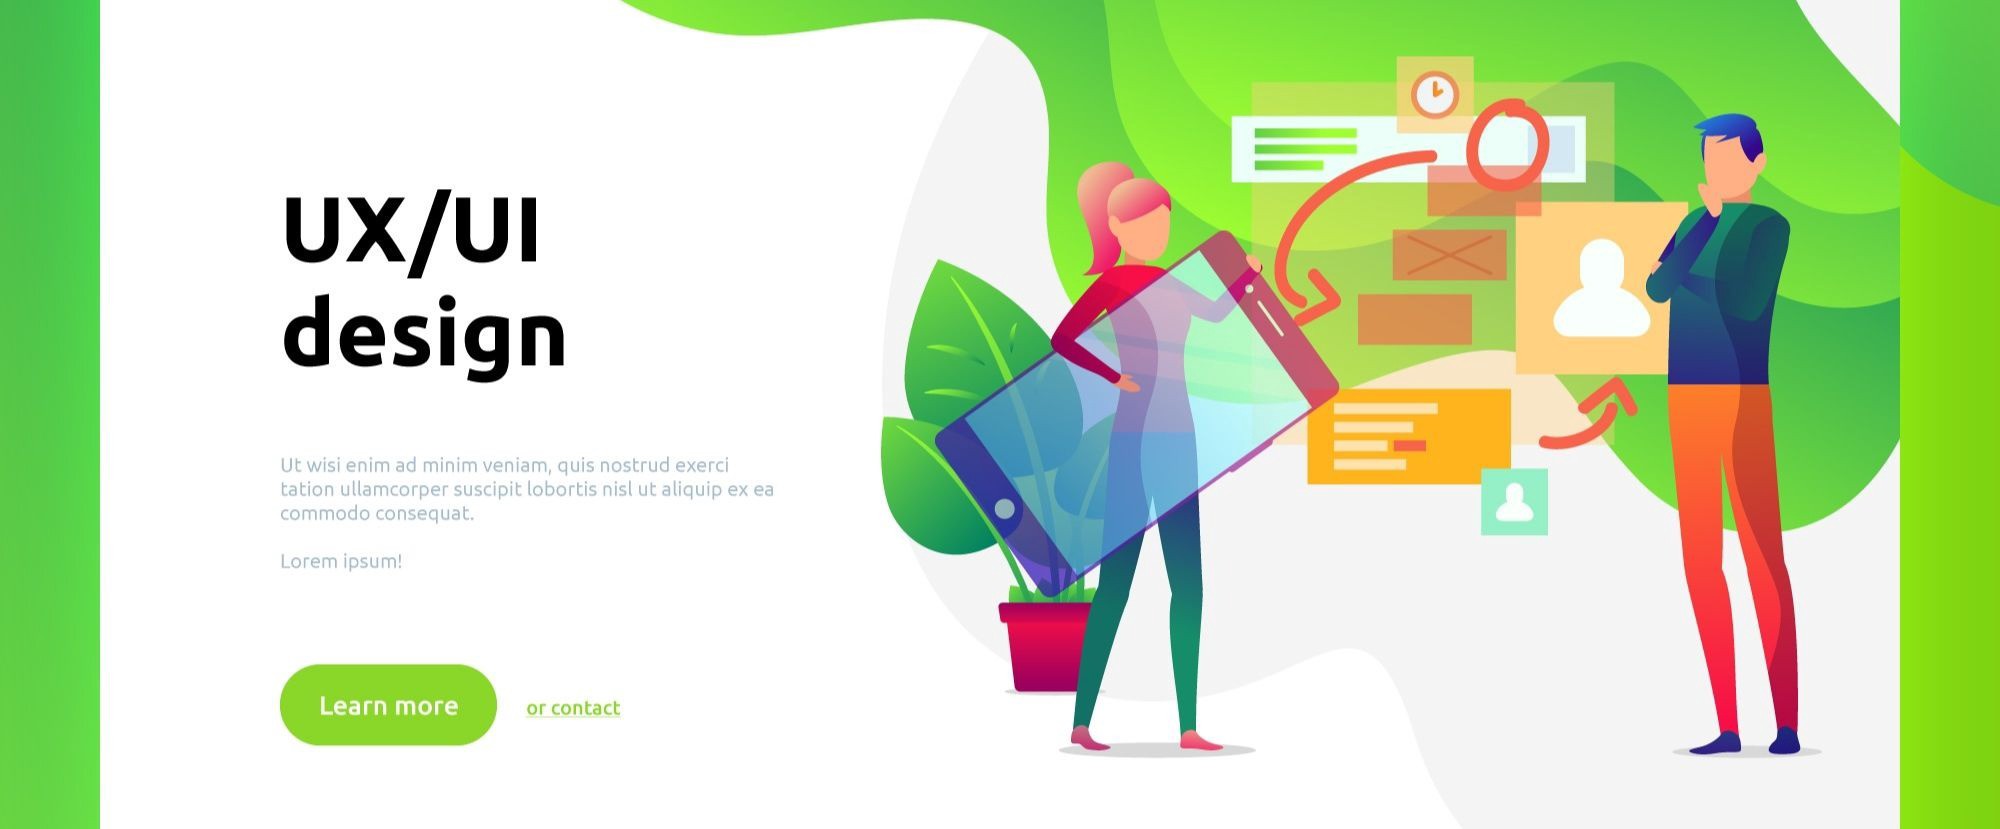 UX/UI
design
Ut wisi enim ad minim veniam, quis nostrud exerci
tation ullamcorper suscipit lobortis nisl ut aliquip ex ea
commodo consequat.
Lorem ipsum!
Learn more
or contact